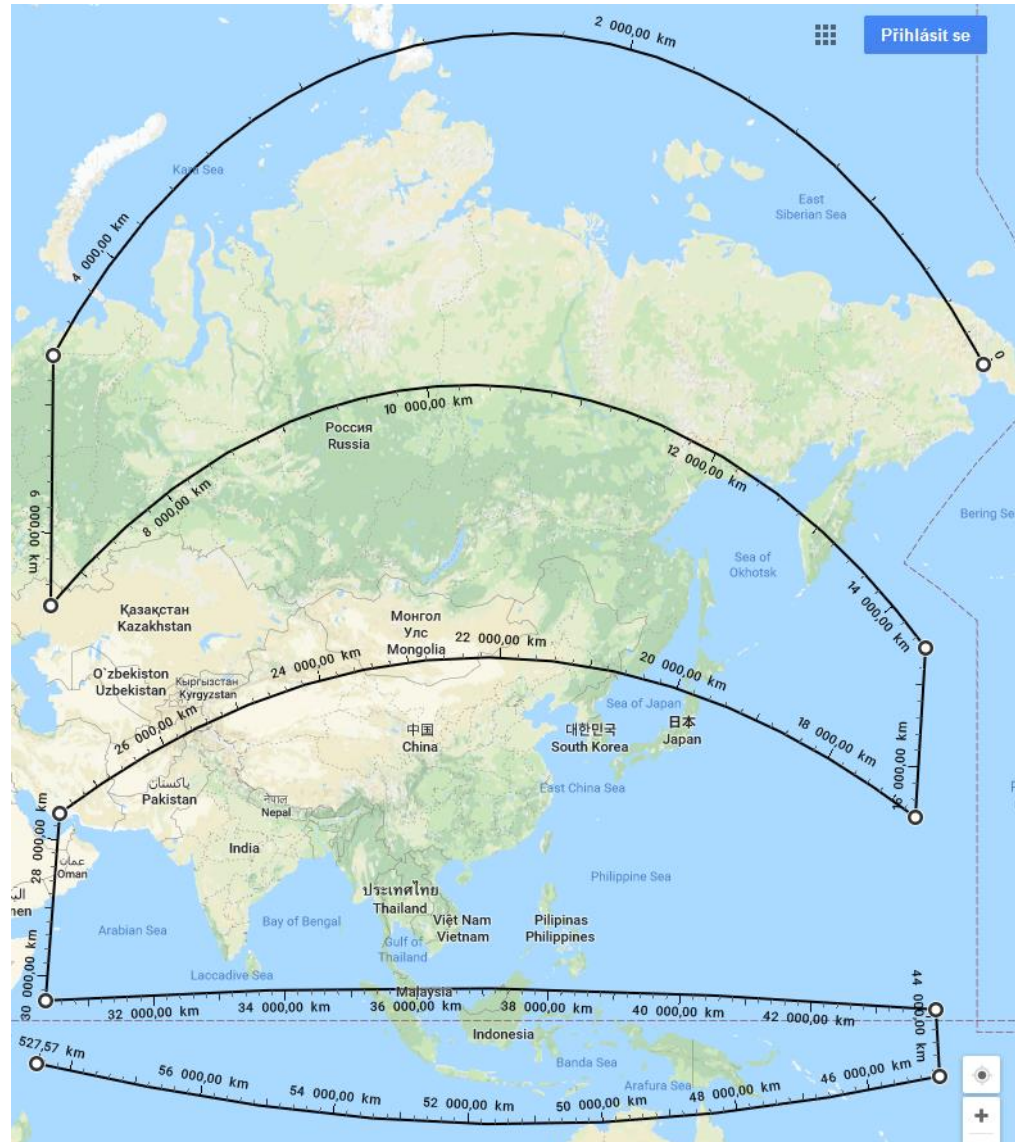 2 000,00 km
Přihlásit se
Kara Sea
East
Siberian Sea
4 000,00 km
0
Россия
Russia
10 000,00 km
12 000,00 km
8 000,00 km
6 000,00 km
Bering Se
Sea of
Okhotsk
14 000,00 km
Қазақстан
Kazakhstan
Монгол
Улс
Mongolia
22 000,00 km
24 000,00 km
20 000,00 km
Oʻzbekiston
Uzbekistan
Кыргызстан
Kyrgyzstan
Sea of Japan
26 000,00 km
中国
China
대한민국
South Korea
日本
Japan
18 000,00 km
16 000,00 km
پاکستان
Pakistan
नेपाल
Nepal
East China Sea
28 000,00 km
India
عمان
Oman
الي
men
Philippine Sea
ประเทศไทย
Thailand
Việt Nam
Vietnam
Pilipinas
Philippines
Arabian Sea
Bay of Bengal
Gulf of
Thailand
Laccadive Sea
30 000,00 km
Malaysia
44 000,00 km
32 000,00 km
34 000,00 km
36 000,00 km
38 000,00 km
40 000,00 km
42 000,00 km
Indonesia
527,57 km
Banda Sea
Arafura Sea
56 000,00 km
54 000,00 km
52 000,00 km
50 000,00 km
48 000,00 km
46 000,00 km